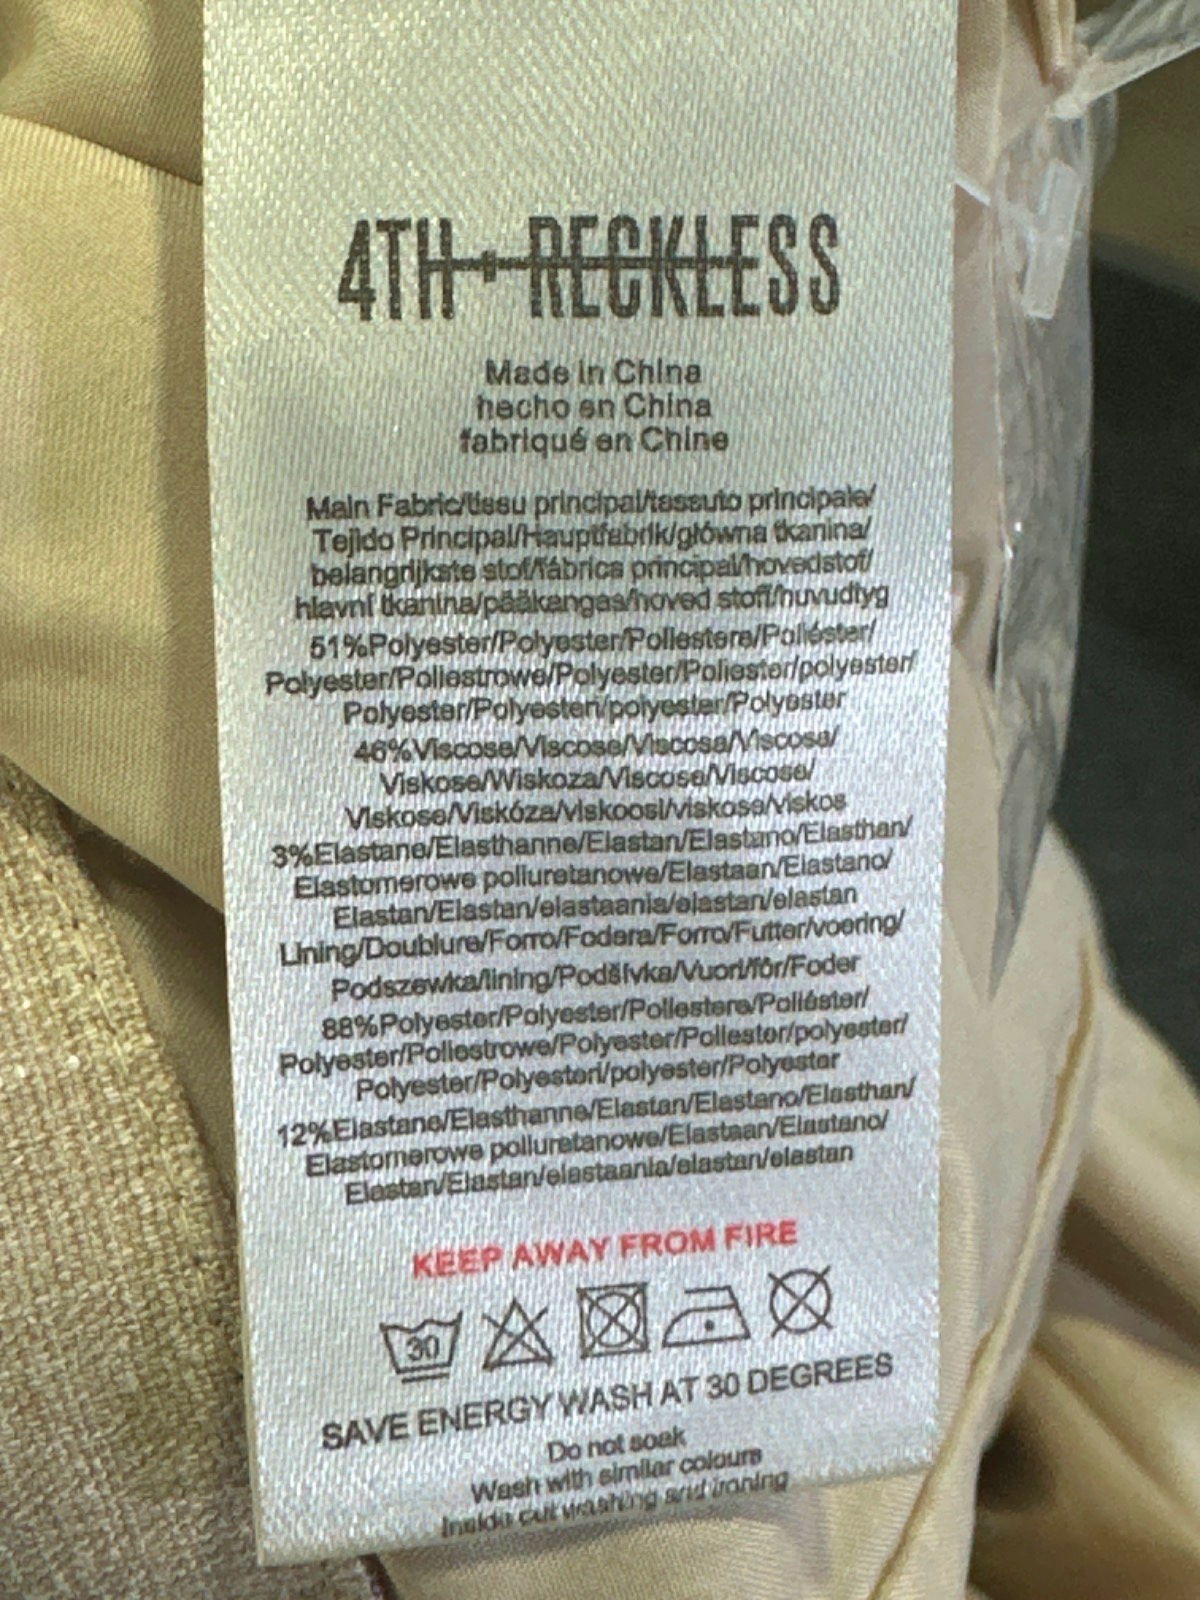 4TH + RECKLESS
Made in China
hecho en China
fabriqué en Chine
Main Fabric/tissu principal/tassuto principale/
Tejido Principal/Hauptfabrik/główna tkanina/
belangrijkste stof/fábrica principal/hovedstof/
hlavní tkanina/pääkangas/hoved stoff/huvudtyg
51%Polyester/Polyester/Poliestere/Poliéster/
Polyester/Poliestrowe/Polyester/Poliester/polyester/
Polyester/Polyesteri/polyester/Polyester
46%Viscose/Viscose/Viscosa/Viscosa/
Viskose/Wiskoza/Viscose/Viscose/
Viskose/Viskóza/viskoosi/viskose/viskos
3%Elastane/Elasthanne/Elastan/Elastano/Elasthan/
Elastomerowe poliuretanowe/Elastaan/Elastano/
Elastan/Elastan/elastaania/elastan/elastan
Lining/Doublure/Forro/Fodera/Forro/Futter/voering/
Podszewka/lining/Podšívka/Vuori/fôr/Foder
88%Polyester/Polyester/Poliestere/Poliéster/
Polyester/Poliestrowe/Polyester/Poliester/polyester/
Polyester/Polyesteri/polyester/Polyester
12%Elastane/Elasthanne/Elastan/Elastano/Elasthan/
Elastomerowe poliuretanowe/Elastaan/Elastano/
Elastan/Elastan/elastaania/elastan/elastan
KEEP AWAY FROM FIRE
30
SAVE ENERGY WASH AT 30 DEGREES
Do not soak
Wash with similar colours
Inside out washing and ironing